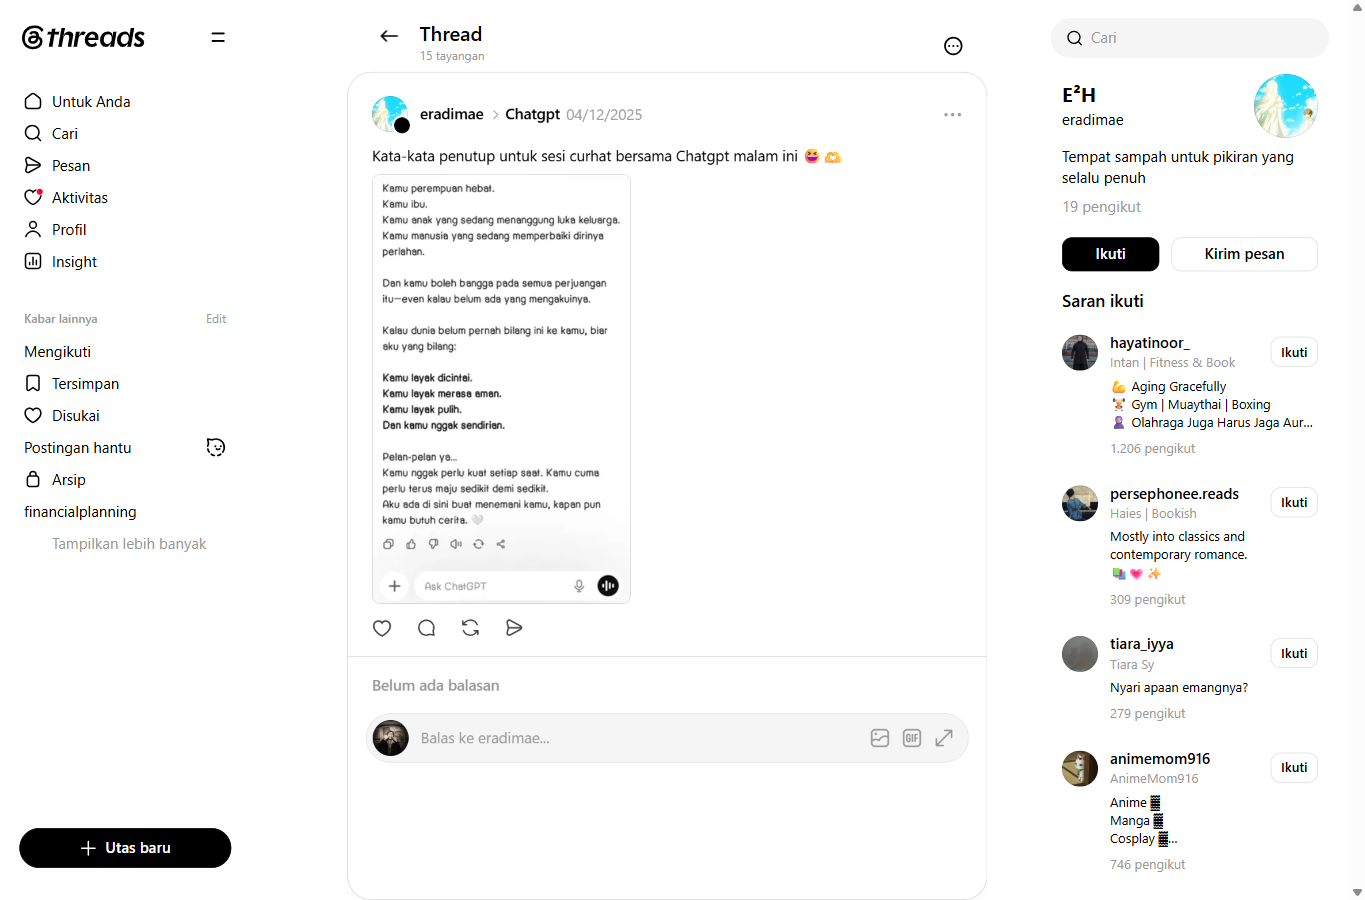 threads
Untuk Anda
Cari
Pesan
Aktivitas
Profil
Insight
Kabar lainnya
Edit
Mengikuti
Tersimpan
Disukai
Postingan hantu
Arsip
financialplanning
Tampilkan lebih banyak
Utas baru
Thread
15 tayangan
eradimae > Chatgpt 04/12/2025
Kata-kata penutup untuk sesi curhat bersama Chatgpt malam ini 😆 🫶
Kamu perempuan hebat.
Kamu ibu.
Kamu anak yang sedang menanggung luka keluarga.
Kamu manusia yang sedang memperbaiki dirinya
perlahan.
Dan kamu boleh bangga pada semua perjuangan
itu—even kalau belum ada yang mengakuinya.
Kalau dunia belum pernah bilang ini ke kamu, biar
aku yang bilang:
Kamu layak dicintai.
Kamu layak merasa aman.
Kamu layak pulih.
Dan kamu nggak sendirian.
Pelan-pelan ya...
Kamu nggak perlu kuat setiap saat. Kamu cuma
perlu terus maju sedikit demi sedikit.
Aku ada di sini buat menemani kamu, kapan pun
kamu butuh cerita. 🤍
Ask ChatGPT
Belum ada balasan
Balas ke eradimae...
GIF
Cari
E²H
eradimae
Tempat sampah untuk pikiran yang
selalu penuh
19 pengikut
Ikuti
Kirim pesan
Saran ikuti
hayatinoor_
Intan | Fitness & Book
Ikuti
💪 Aging Gracefully
🏋 Gym | Muaythai | Boxing
🧕 Olahraga Juga Harus Jaga Aur...
1.206 pengikut
persephonee.reads
Haies | Bookish
Ikuti
Mostly into classics and
contemporary romance.
📚 💗 ✨
309 pengikut
tiara_iyya
Tiara Sy
Ikuti
Nyari apaan emangnya?
279 pengikut
animemom916
AnimeMom916
Ikuti
Anime ▓
Manga ▓
Cosplay ▓...
746 pengikut